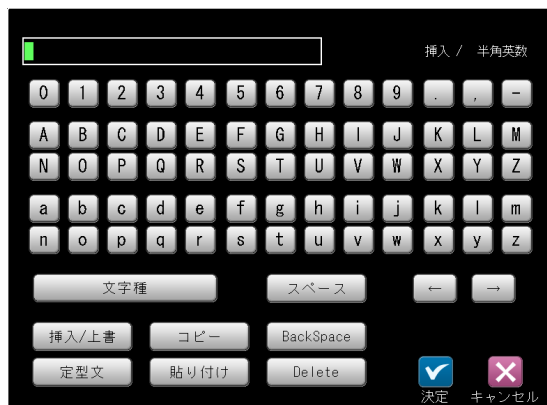 挿入 / 半角英数
0 1 2 3 4 5 6 7 8 9 . , -
A B C D E F G H I J K L M
N O P Q R S T U V W X Y Z
a b c d e f g h i j k l m
n o p q r s t u v w x y z
文字種 スペース ← →
挿入/上書 コピー BackSpace
定型文 貼り付け Delete
決定 キャンセル